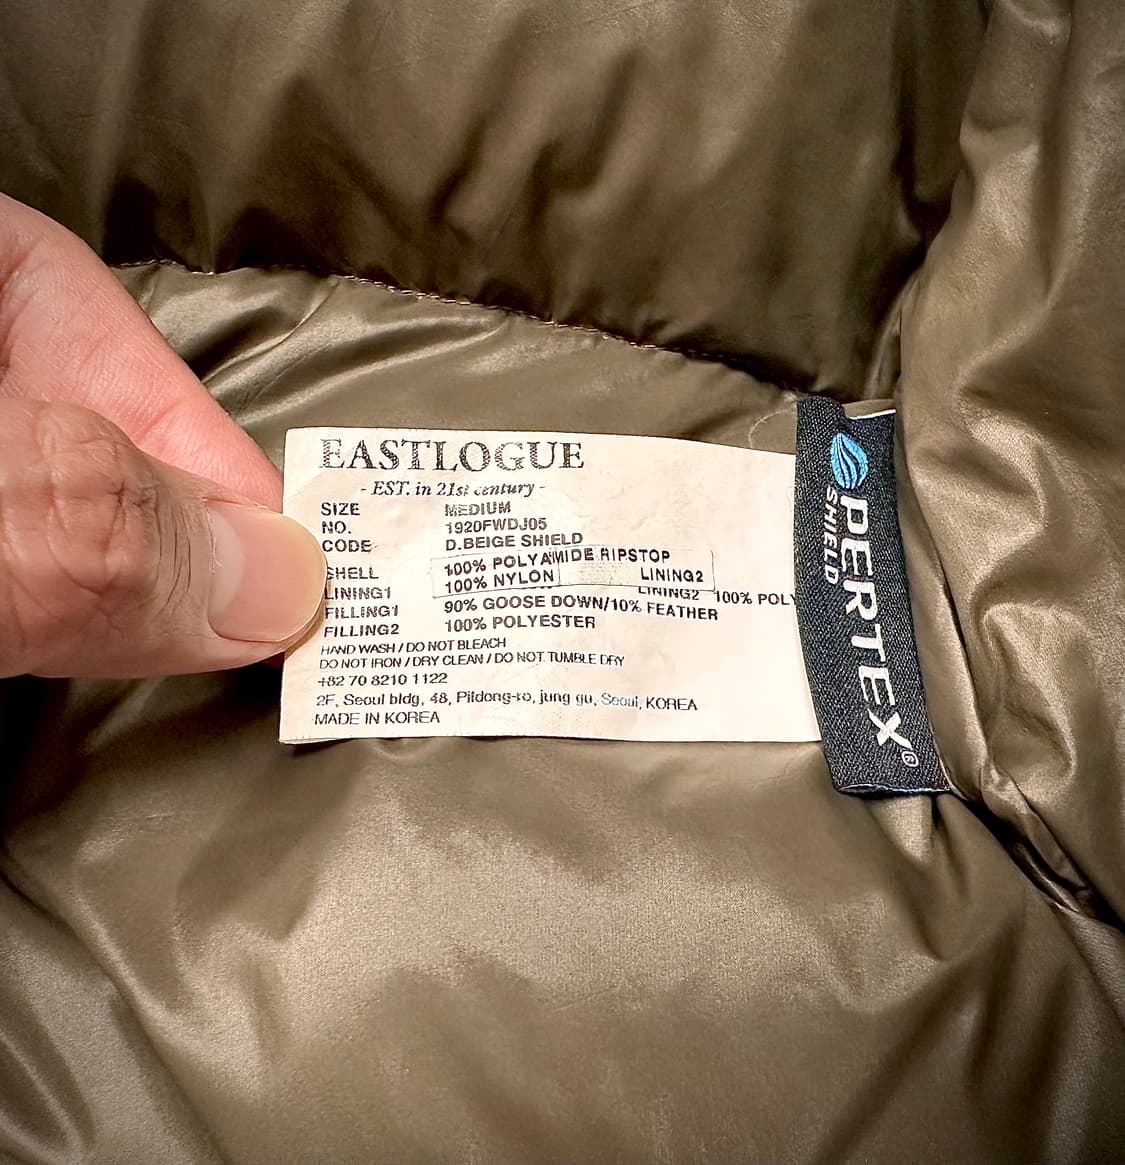 EASTLOGUE
- EST. in 21st century -
SIZE MEDIUM
NO. 1920FWDJ05
CODE D.BEIGE SHIELD
SHELL 100% POLYAMIDE RIPSTOP
LINING1 100% NYLON LINING2
LINING2 100% POLY
FILLING1 90% GOOSE DOWN/10% FEATHER
FILLING2 100% POLYESTER
HAND WASH / DO NOT BLEACH
DO NOT IRON / DRY CLEAN / DO NOT TUMBLE DRY
+82 70 8210 1122
2F, Seoul bldg, 48, Pildong-ro, jung gu, Seoul, KOREA
MADE IN KOREA
PERTEX®
SHIELD